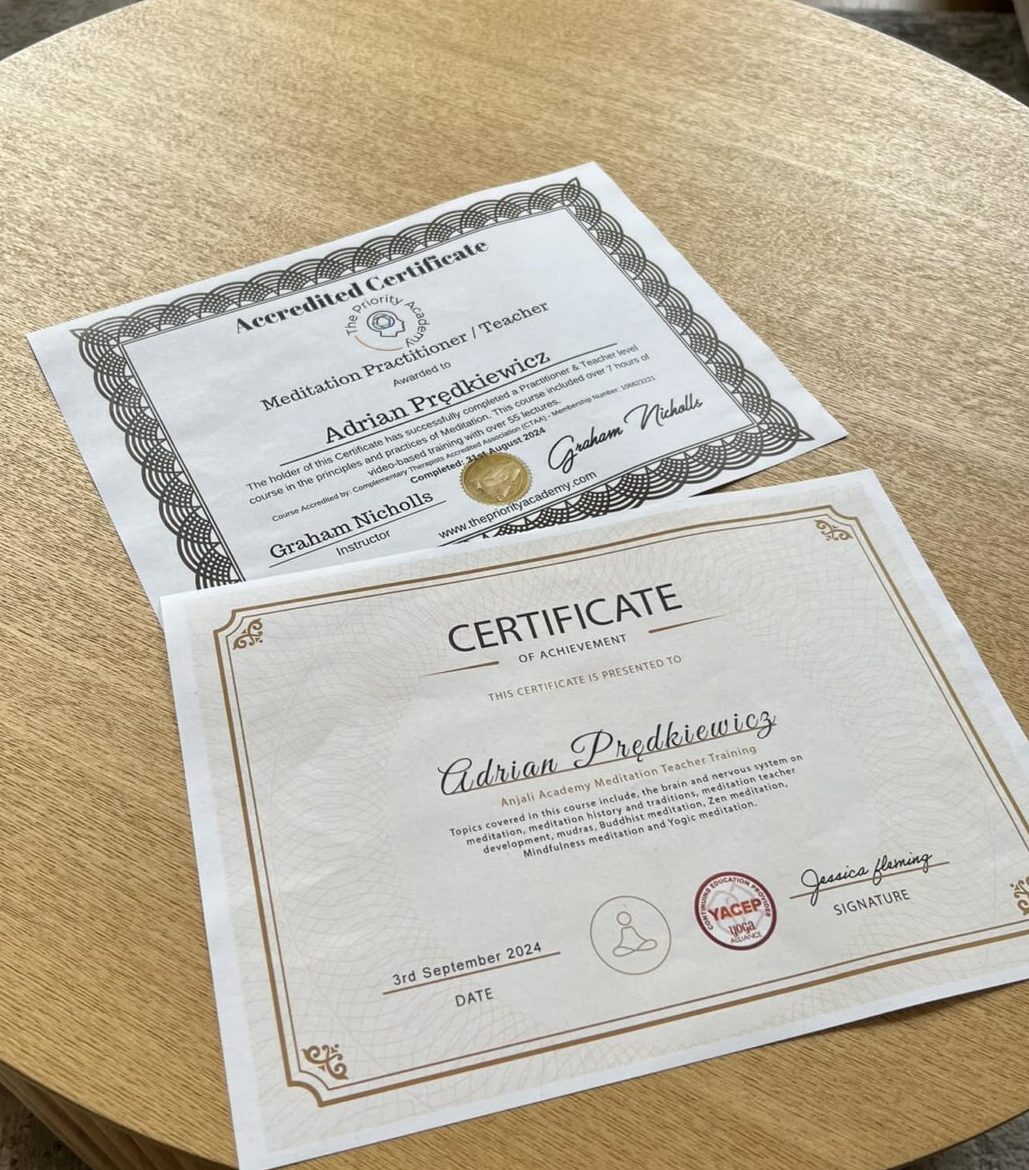 Accredited Certificate
The Priority Academy
Meditation Practitioner / Teacher
Awarded to
Adrian Prędkiewicz
The holder of this Certificate has successfully completed a Practitioner & Teacher level
course in the principles and practices of Meditation. This course included over 7 hours of
video-based training with over 55 lectures.
Course Accredited by: Complementary Therapists Accredited Association (CTAA) - Membership Number:
Completed: 31st August 2024
Graham Nicholls
Graham Nicholls
Instructor
www.thepriorityacademy.com
CERTIFICATE
OF ACHIEVEMENT
THIS CERTIFICATE IS PRESENTED TO
Adrian Prędkiewicz
Anjali Academy Meditation Teacher Training
Topics covered in this course include, the brain and nervous system on
meditation, meditation history and traditions, meditation teacher
development, mudras, Buddhist meditation, Zen meditation,
Mindfulness meditation and Yogic meditation.
3rd September 2024
DATE
CONTINUING EDUCATION PROVIDER
YACEP
yoga
ALLIANCE
Jessica fleming
SIGNATURE